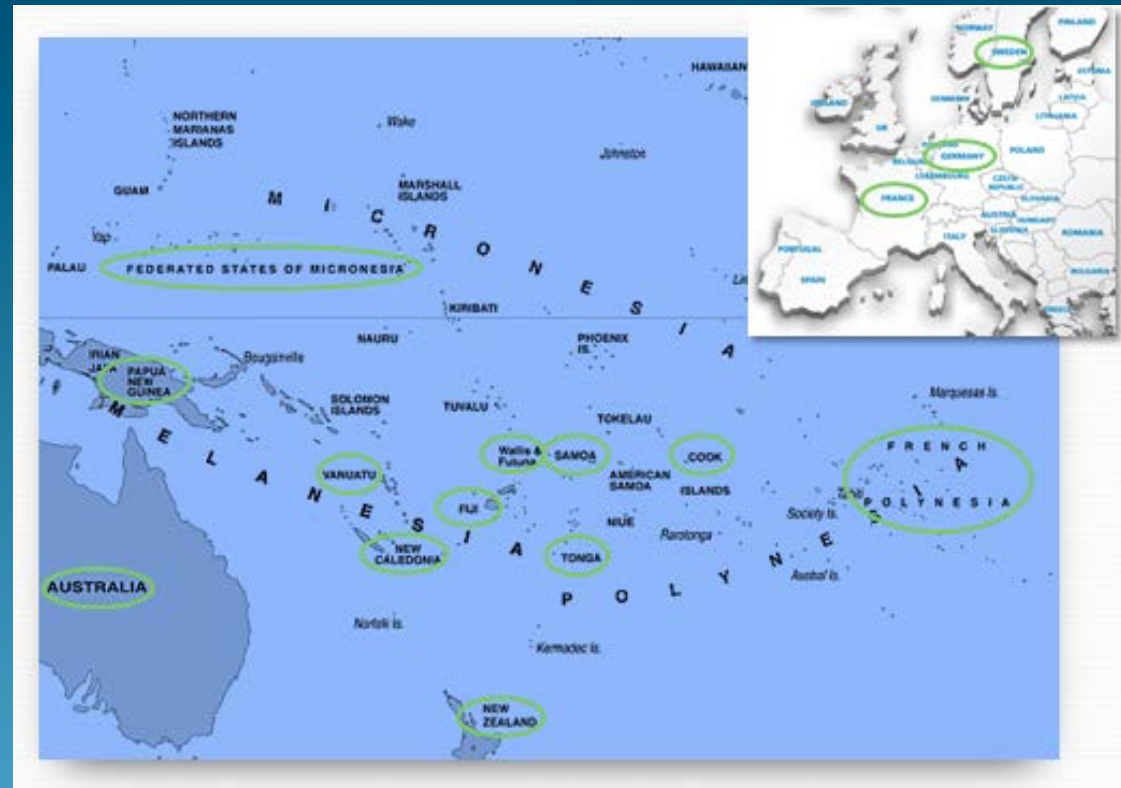 NORWAY
FINLAND
SWEDEN
ESTONIA
LATVIA
LITHUANIA
DENMARK
IRELAND
UK
POLAND
GERMANY
BELGIUM
LUXEMBOURG
CZECH
REPUBLIC
SLOVAKIA
FRANCE
AUSTRIA
HUNGARY
SLOVENIA
ROMANIA
ITALY
PORTUGAL
SPAIN
BULGARIA
GREECE
HAWAIIAN
NORTHERN
MARIANAS
ISLANDS
Wake
Johnston
GUAM
MARSHALL
ISLANDS
MICRONESIA
Yap
PALAU
FEDERATED STATES OF MICRONESIA
KIRIBATI
NAURU
PHOENIX
IS.
IRIAN
JAYA
PAPUA
NEW
GUINEA
Bougainville
SOLOMON
ISLANDS
TUVALU
TOKELAU
Marquesas Is.
MELANESIA
Wallis &
Futuna
SAMOA
COOK
ISLANDS
AMERICAN
SAMOA
FRENCH
POLYNESIA
VANUATU
FIJI
NIUE
Society Is.
Rarotonga
NEW
CALEDONIA
TONGA
Austral Is.
POLYNESIA
AUSTRALIA
Norfolk Is.
Kermadec Is.
NEW
ZEALAND